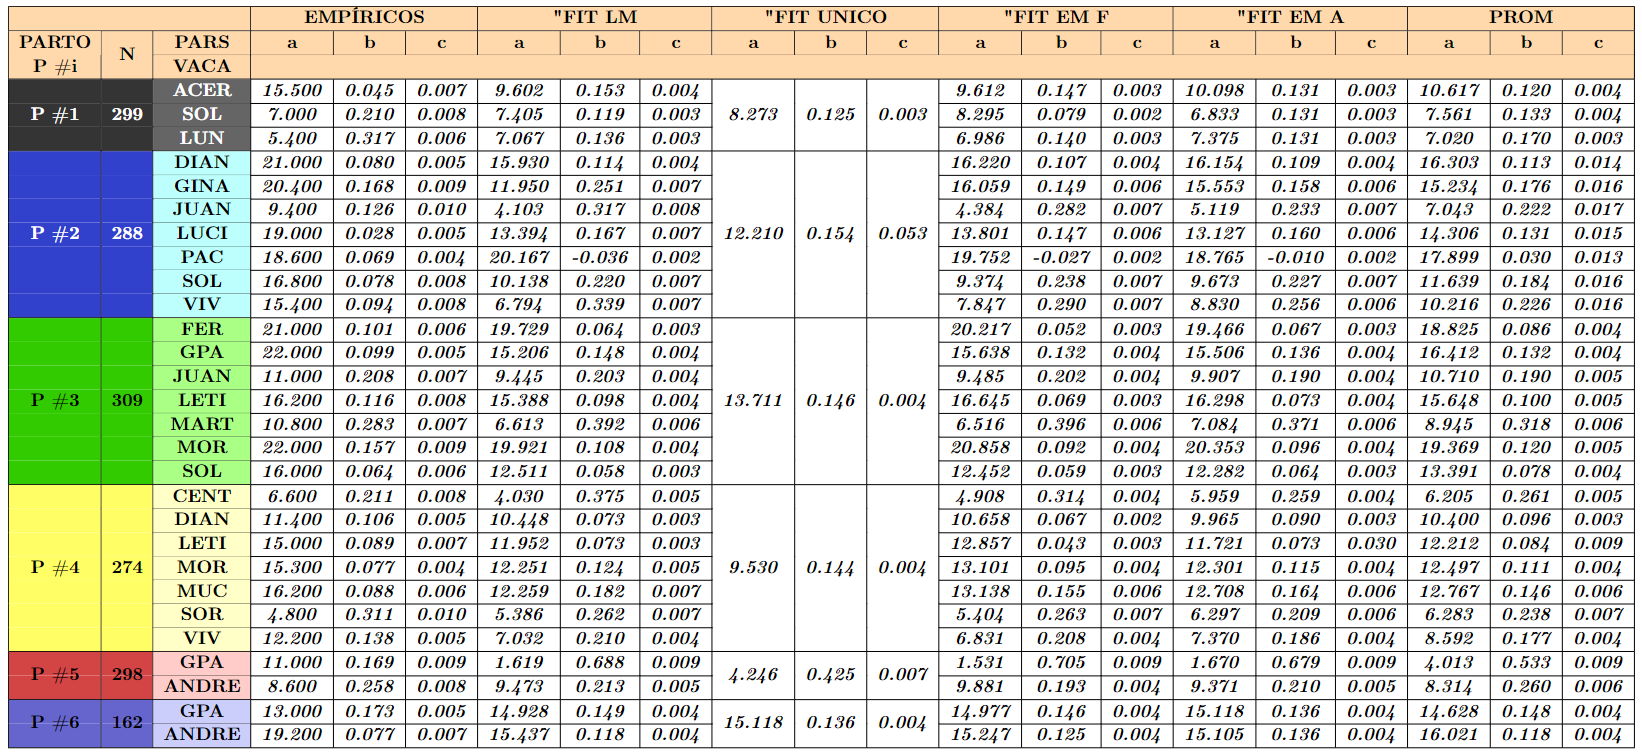 EMPÍRICOS "FIT LM "FIT UNICO "FIT EM F "FIT EM A PROM
PARTO N PARS a b c a b c a b c a b c a b c a b c
P #i VACA
P #1 299 ACER 15.500 0.045 0.007 9.602 0.153 0.004 8.273 0.125 0.003 9.612 0.147 0.003 10.098 0.131 0.003 10.617 0.120 0.004
SOL 7.000 0.210 0.008 7.405 0.119 0.003 8.295 0.079 0.002 6.833 0.131 0.003 7.561 0.133 0.004
LUN 5.400 0.317 0.006 7.067 0.136 0.003 6.986 0.140 0.003 7.375 0.131 0.003 7.020 0.170 0.003
P #2 288 DIAN 21.000 0.080 0.005 15.930 0.114 0.004 12.210 0.154 0.053 16.220 0.107 0.004 16.154 0.109 0.004 16.303 0.113 0.014
GINA 20.400 0.168 0.009 11.950 0.251 0.007 16.059 0.149 0.006 15.553 0.158 0.006 15.234 0.176 0.016
JUAN 9.400 0.126 0.010 4.103 0.317 0.008 4.384 0.282 0.007 5.119 0.233 0.007 7.043 0.222 0.017
LUCI 19.000 0.028 0.005 13.394 0.167 0.007 13.801 0.147 0.006 13.127 0.160 0.006 14.306 0.131 0.015
PAC 18.600 0.069 0.004 20.167 -0.036 0.002 19.752 -0.027 0.002 18.765 -0.010 0.002 17.899 0.030 0.013
SOL 16.800 0.078 0.008 10.138 0.220 0.007 9.374 0.238 0.007 9.673 0.227 0.007 11.639 0.184 0.016
VIV 15.400 0.094 0.008 6.794 0.339 0.007 7.847 0.290 0.007 8.830 0.256 0.006 10.216 0.226 0.016
P #3 309 FER 21.000 0.101 0.006 19.729 0.064 0.003 13.711 0.146 0.004 20.217 0.052 0.003 19.466 0.067 0.003 18.825 0.086 0.004
GPA 22.000 0.099 0.005 15.206 0.148 0.004 15.638 0.132 0.004 15.506 0.136 0.004 16.412 0.132 0.004
JUAN 11.000 0.208 0.007 9.445 0.203 0.004 9.485 0.202 0.004 9.907 0.190 0.004 10.710 0.190 0.005
LETI 16.200 0.116 0.008 15.388 0.098 0.004 16.645 0.069 0.003 16.298 0.073 0.004 15.648 0.100 0.005
MART 10.800 0.283 0.007 6.613 0.392 0.006 6.516 0.396 0.006 7.084 0.371 0.006 8.945 0.318 0.006
MOR 22.000 0.157 0.009 19.921 0.108 0.004 20.858 0.092 0.004 20.353 0.096 0.004 19.369 0.120 0.005
SOL 16.000 0.064 0.006 12.511 0.058 0.003 12.452 0.059 0.003 12.282 0.064 0.003 13.391 0.078 0.004
P #4 274 CENT 6.600 0.211 0.008 4.030 0.375 0.005 9.530 0.144 0.004 4.908 0.314 0.004 5.959 0.259 0.004 6.205 0.261 0.005
DIAN 11.400 0.106 0.005 10.448 0.073 0.003 10.658 0.067 0.002 9.965 0.090 0.003 10.400 0.096 0.003
LETI 15.000 0.089 0.007 11.952 0.073 0.003 12.857 0.043 0.003 11.721 0.073 0.030 12.212 0.084 0.009
MOR 15.300 0.077 0.004 12.251 0.124 0.005 13.101 0.095 0.004 12.301 0.115 0.004 12.497 0.111 0.004
MUC 16.200 0.088 0.006 12.259 0.182 0.007 13.138 0.155 0.006 12.708 0.164 0.006 12.767 0.146 0.006
SOR 4.800 0.311 0.010 5.386 0.262 0.007 5.404 0.263 0.007 6.297 0.209 0.006 6.283 0.238 0.007
VIV 12.200 0.138 0.005 7.032 0.210 0.004 6.831 0.208 0.004 7.370 0.186 0.004 8.592 0.177 0.004
P #5 298 GPA 11.000 0.169 0.009 1.619 0.688 0.009 4.246 0.425 0.007 1.531 0.705 0.009 1.670 0.679 0.009 4.013 0.533 0.009
ANDRE 8.600 0.258 0.008 9.473 0.213 0.005 9.881 0.193 0.004 9.371 0.210 0.005 8.314 0.260 0.006
P #6 162 GPA 13.000 0.173 0.005 14.928 0.149 0.004 15.118 0.136 0.004 14.977 0.146 0.004 15.118 0.136 0.004 14.628 0.148 0.004
ANDRE 19.200 0.077 0.007 15.437 0.118 0.004 15.247 0.125 0.004 15.105 0.136 0.004 16.021 0.118 0.004